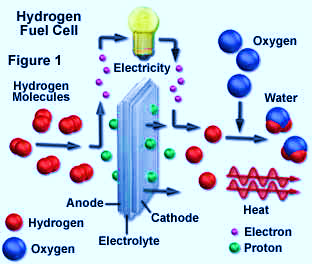 Hydrogen
Fuel Cell
Figure 1
Hydrogen
Molecules
Electricity
Oxygen
Water
Heat
Anode
Cathode
Electrolyte
Hydrogen
Oxygen
Electron
Proton